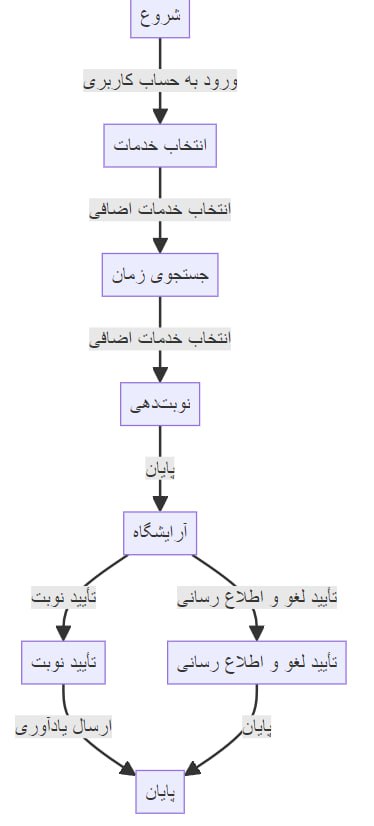 شروع
ورود به حساب کاربری
انتخاب خدمات
انتخاب خدمات اضافی
جستجوی زمان
انتخاب خدمات اضافی
نوبت‌دهی
پایان
آرایشگاه
تأیید نوبت
تأیید لغو و اطلاع رسانی
تأیید نوبت
تأیید لغو و اطلاع رسانی
ارسال یادآوری
پایان
پایان